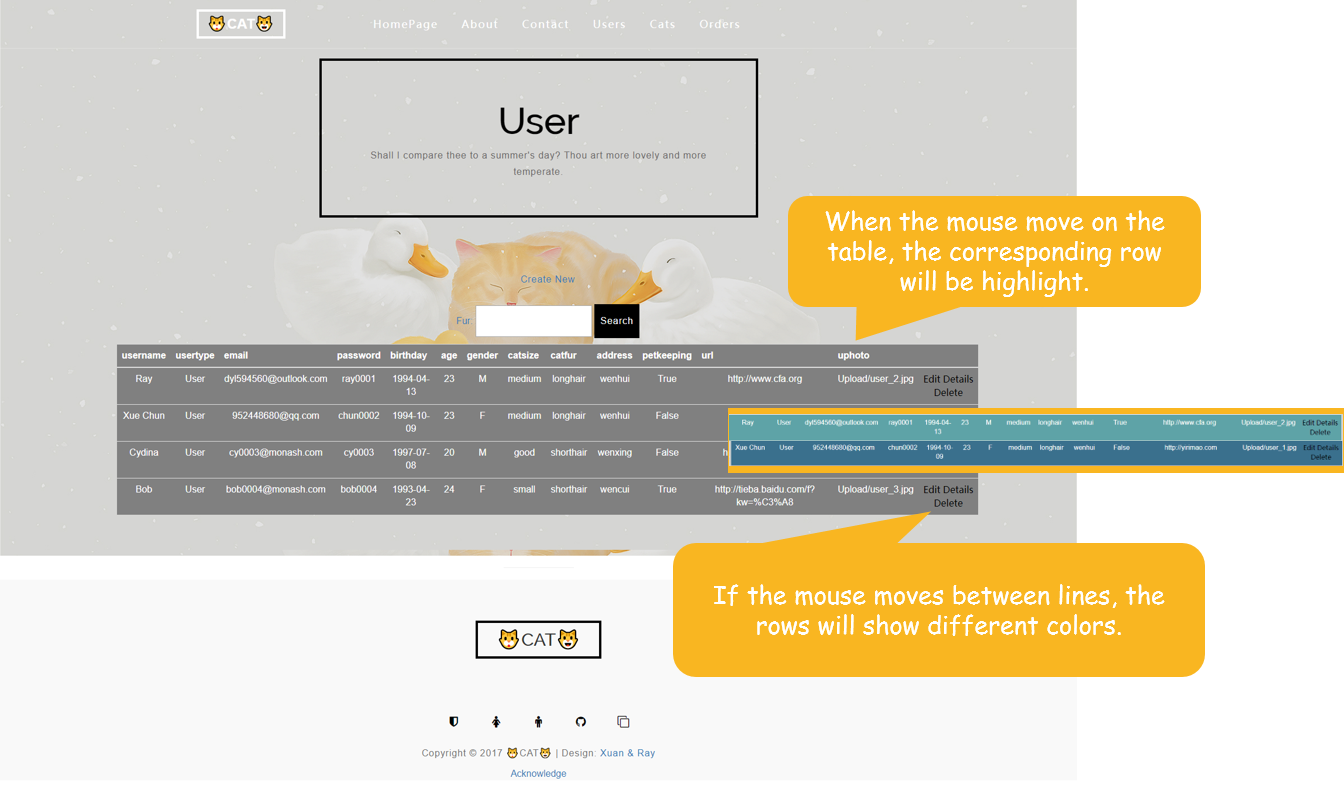 CAT
HomePage About Contact Users Cats Orders
User
Shall I compare thee to a summer's day? Thou art more lovely and more
temperate.
When the mouse move on the
table, the corresponding row
will be highlight.
Create New
Fur: Search
username usertype email password birthday age gender catsize catfur address petkeeping url uphoto
Ray User dyl594560@outlook.com ray0001 1994-04-13 23 M medium longhair wenhui True http://www.cfa.org Upload/user_2.jpg Edit Details Delete
Xue Chun User 952448680@qq.com chun0002 1994-10-09 23 F medium longhair wenhui False
Cydina User cy0003@monash.com cy0003 1997-07-08 20 M good shorthair wenxing False h
Bob User bob0004@monash.com bob0004 1993-04-23 24 F small shorthair wencui True http://tieba.baidu.com/f?kw=%C3%A8 Upload/user_3.jpg Edit Details Delete
Ray User dyl594560@outlook.com ray0001 1994-04-13 23 M medium longhair wenhui True http://www.cfa.org Upload/user_2.jpg Edit Details Delete
Xue Chun User 952448680@qq.com chun0002 1994-10-09 23 F medium longhair wenhui False http://yinimao.com Upload/user_1.jpg Edit Details Delete
If the mouse moves between lines, the
rows will show different colors.
CAT
Copyright © 2017 CAT | Design: Xuan & Ray
Acknowledge